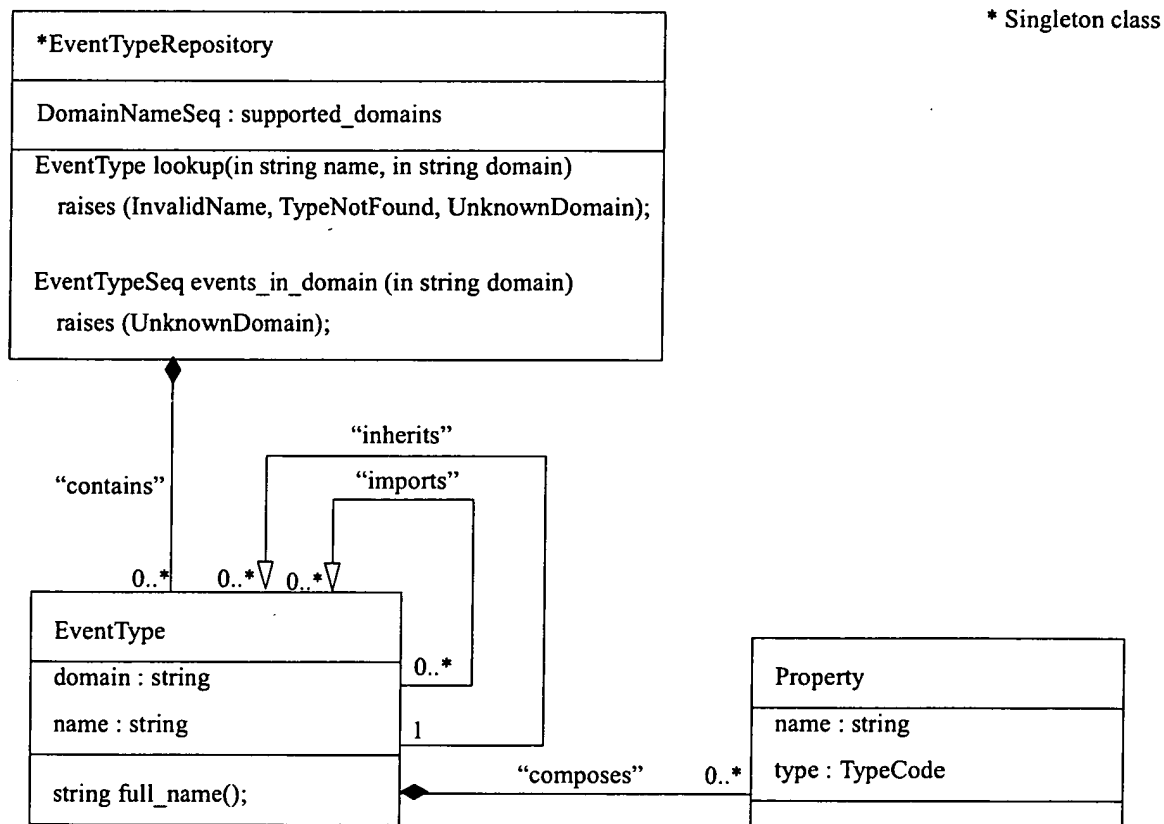 * Singleton class
*EventTypeRepository
DomainNameSeq : supported_domains
EventType lookup(in string name, in string domain)
raises (InvalidName, TypeNotFound, UnknownDomain);
EventTypeSeq events_in_domain (in string domain)
raises (UnknownDomain);
“inherits”
“imports”
“contains”
0..*
0..*
0..*
EventType
domain : string
name : string
string full_name();
0..*
1
“composes”
0..*
Property
name : string
type : TypeCode